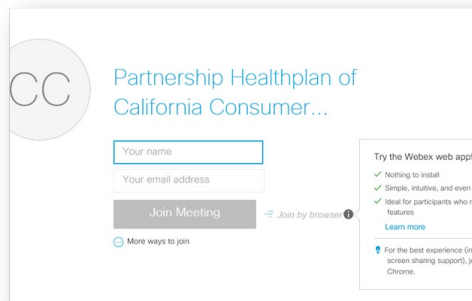 CC
Partnership Healthplan of
California Consumer...
Your name
Your email address
Join Meeting
Join by browser
More ways to join
Try the Webex web app!
Nothing to install
Simple, intuitive, and even
Ideal for participants who
features
Learn more
For the best experience
screen sharing support),
Chrome.